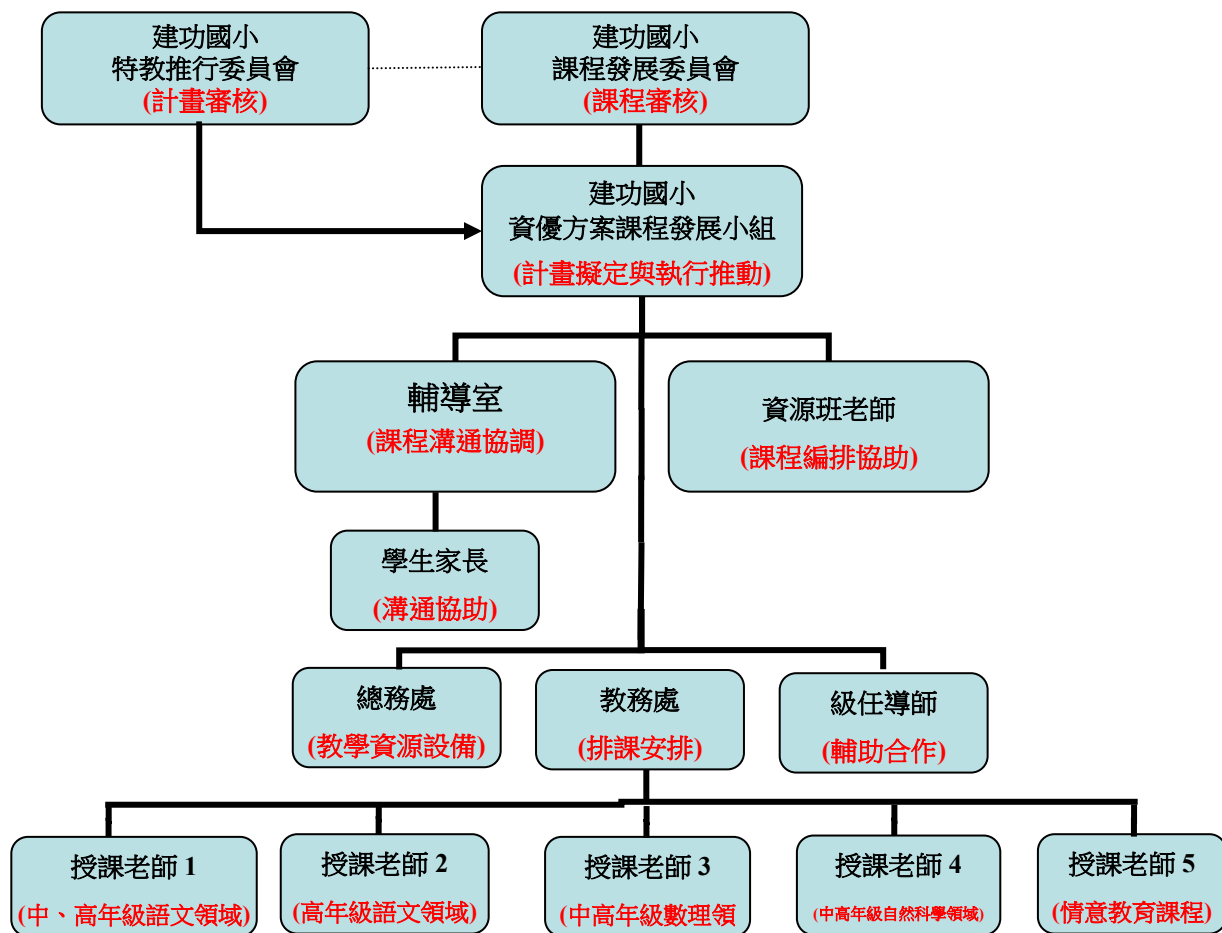 建功國小
特教推行委員會
(計畫審核)
建功國小
課程發展委員會
(課程審核)
建功國小
資優方案課程發展小組
(計畫擬定與執行推動)
輔導室
(課程溝通協調)
資源班老師
(課程編排協助)
學生家長
(溝通協助)
總務處
(教學資源設備)
教務處
(排課安排)
級任導師
(輔助合作)
授課老師 1
(中、高年級語文領域)
授課老師 2
(高年級語文領域)
授課老師 3
(中高年級數理領
授課老師 4
(中高年級自然科學領域)
授課老師 5
(情意教育課程)